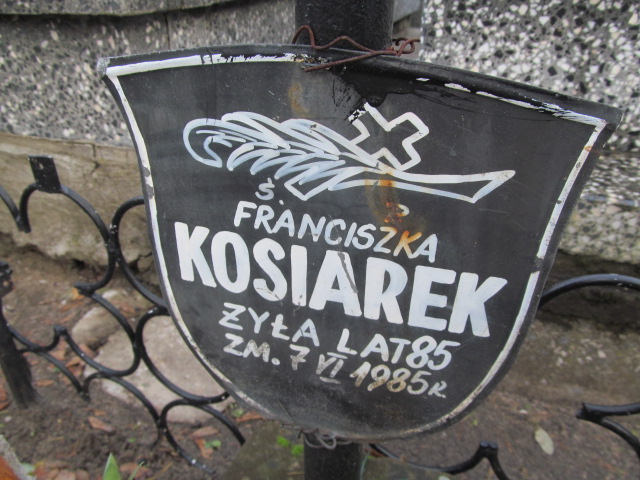 Ś. P
FRANCISZKA
KOSIAREK
ŻYŁA LAT 85
ZM. 7 VI 1985 R.